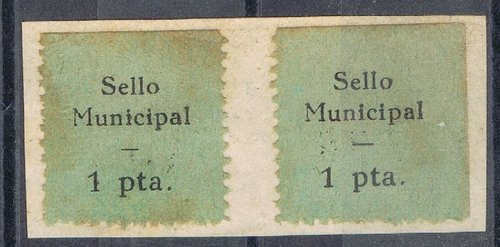 Sello
Municipal
—
1 pta.
Sello
Municipal
—
1 pta.